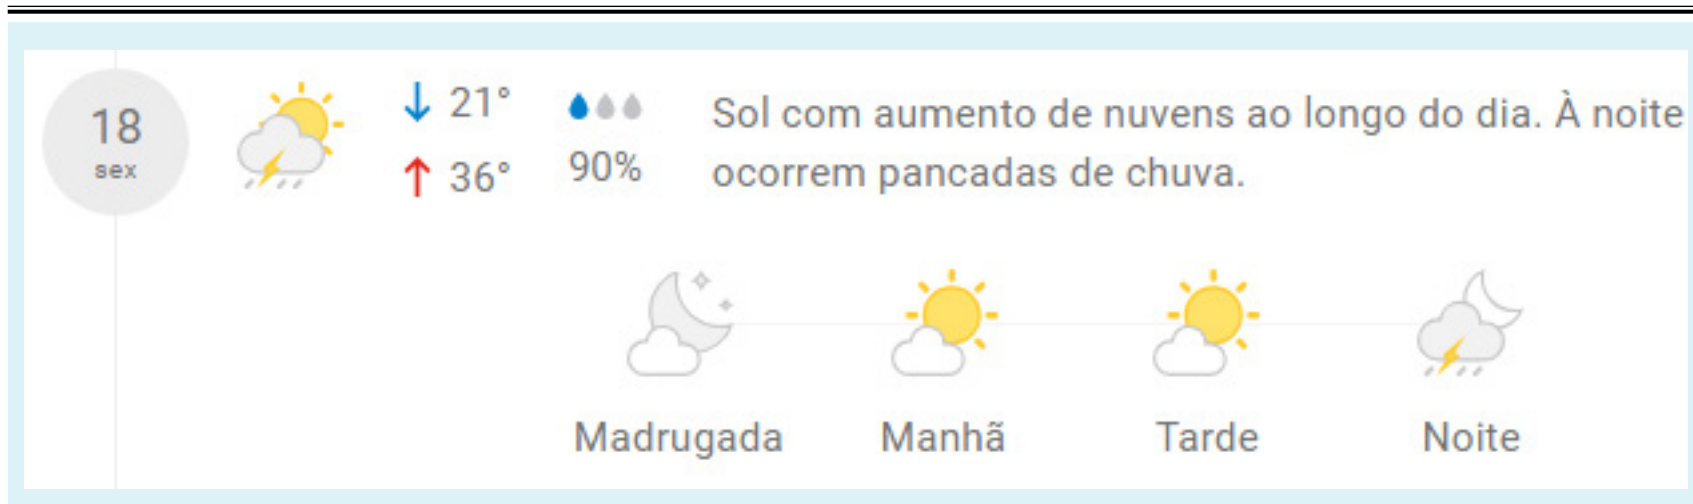 18
sex
21°
36°
90%
Sol com aumento de nuvens ao longo do dia. À noite
ocorrem pancadas de chuva.
Madrugada
Manhã
Tarde
Noite